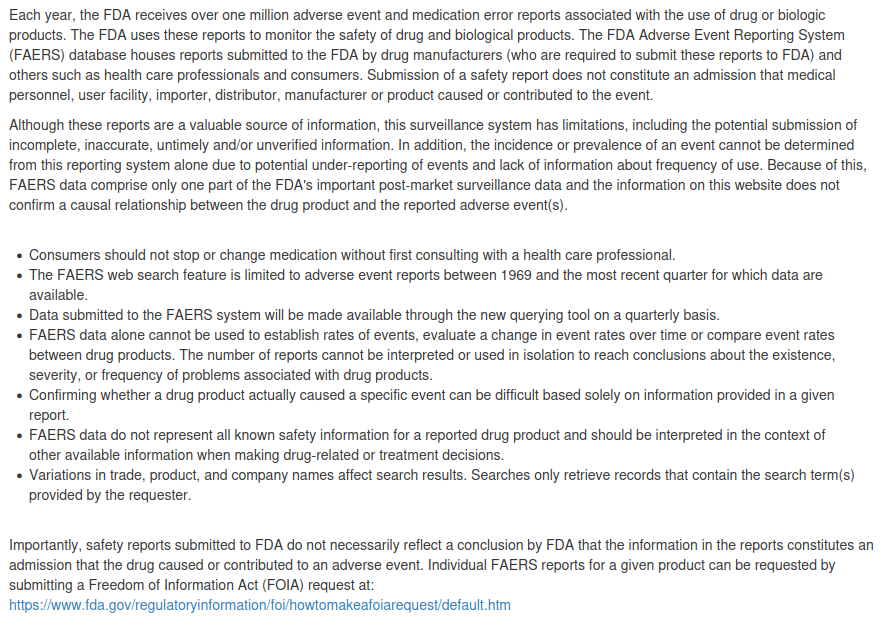 Each year, the FDA receives over one million adverse event and medication error reports associated with the use of drug or biologic
products. The FDA uses these reports to monitor the safety of drug and biological products. The FDA Adverse Event Reporting System
(FAERS) database houses reports submitted to the FDA by drug manufacturers (who are required to submit these reports to FDA) and
others such as health care professionals and consumers. Submission of a safety report does not constitute an admission that medical
personnel, user facility, importer, distributor, manufacturer or product caused or contributed to the event.
Although these reports are a valuable source of information, this surveillance system has limitations, including the potential submission of
incomplete, inaccurate, untimely and/or unverified information. In addition, the incidence or prevalence of an event cannot be determined
from this reporting system alone due to potential under-reporting of events and lack of information about frequency of use. Because of this,
FAERS data comprise only one part of the FDA's important post-market surveillance data and the information on this website does not
confirm a causal relationship between the drug product and the reported adverse event(s).
• Consumers should not stop or change medication without first consulting with a health care professional.
• The FAERS web search feature is limited to adverse event reports between 1969 and the most recent quarter for which data are
available.
• Data submitted to the FAERS system will be made available through the new querying tool on a quarterly basis.
• FAERS data alone cannot be used to establish rates of events, evaluate a change in event rates over time or compare event rates
between drug products. The number of reports cannot be interpreted or used in isolation to reach conclusions about the existence,
severity, or frequency of problems associated with drug products.
• Confirming whether a drug product actually caused a specific event can be difficult based solely on information provided in a given
report.
• FAERS data do not represent all known safety information for a reported drug product and should be interpreted in the context of
other available information when making drug-related or treatment decisions.
• Variations in trade, product, and company names affect search results. Searches only retrieve records that contain the search term(s)
provided by the requester.
Importantly, safety reports submitted to FDA do not necessarily reflect a conclusion by FDA that the information in the reports constitutes an
admission that the drug caused or contributed to an adverse event. Individual FAERS reports for a given product can be requested by
submitting a Freedom of Information Act (FOIA) request at:
https://www.fda.gov/regulatoryinformation/foi/howtomakeafoiarequest/default.htm